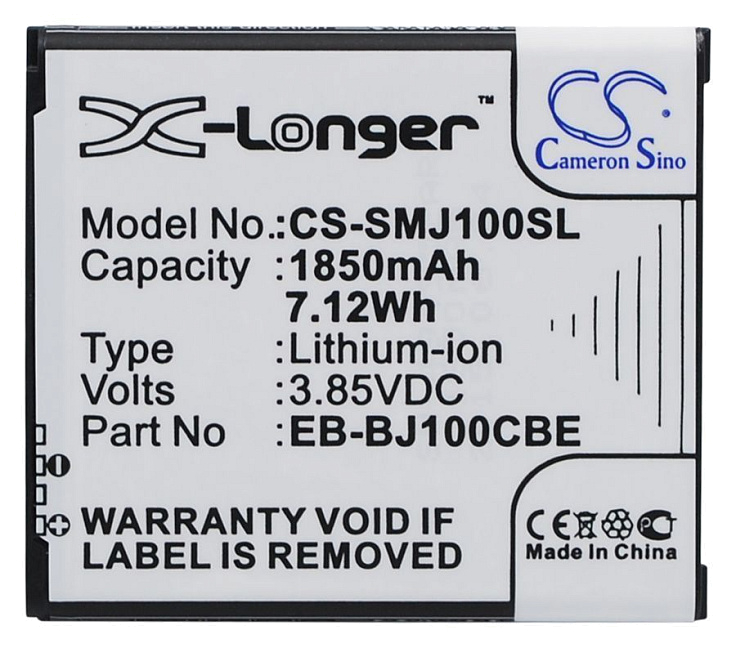 X-Longer™
CS
Cameron Sino
Model No.:CS-SMJ100SL
Capacity :1850mAh
7.12Wh
Type :Lithium-ion
Volts :3.85VDC
Part No :EB-BJ100CBE
WARRANTY VOID IF
LABEL IS REMOVED
CE
Made In China